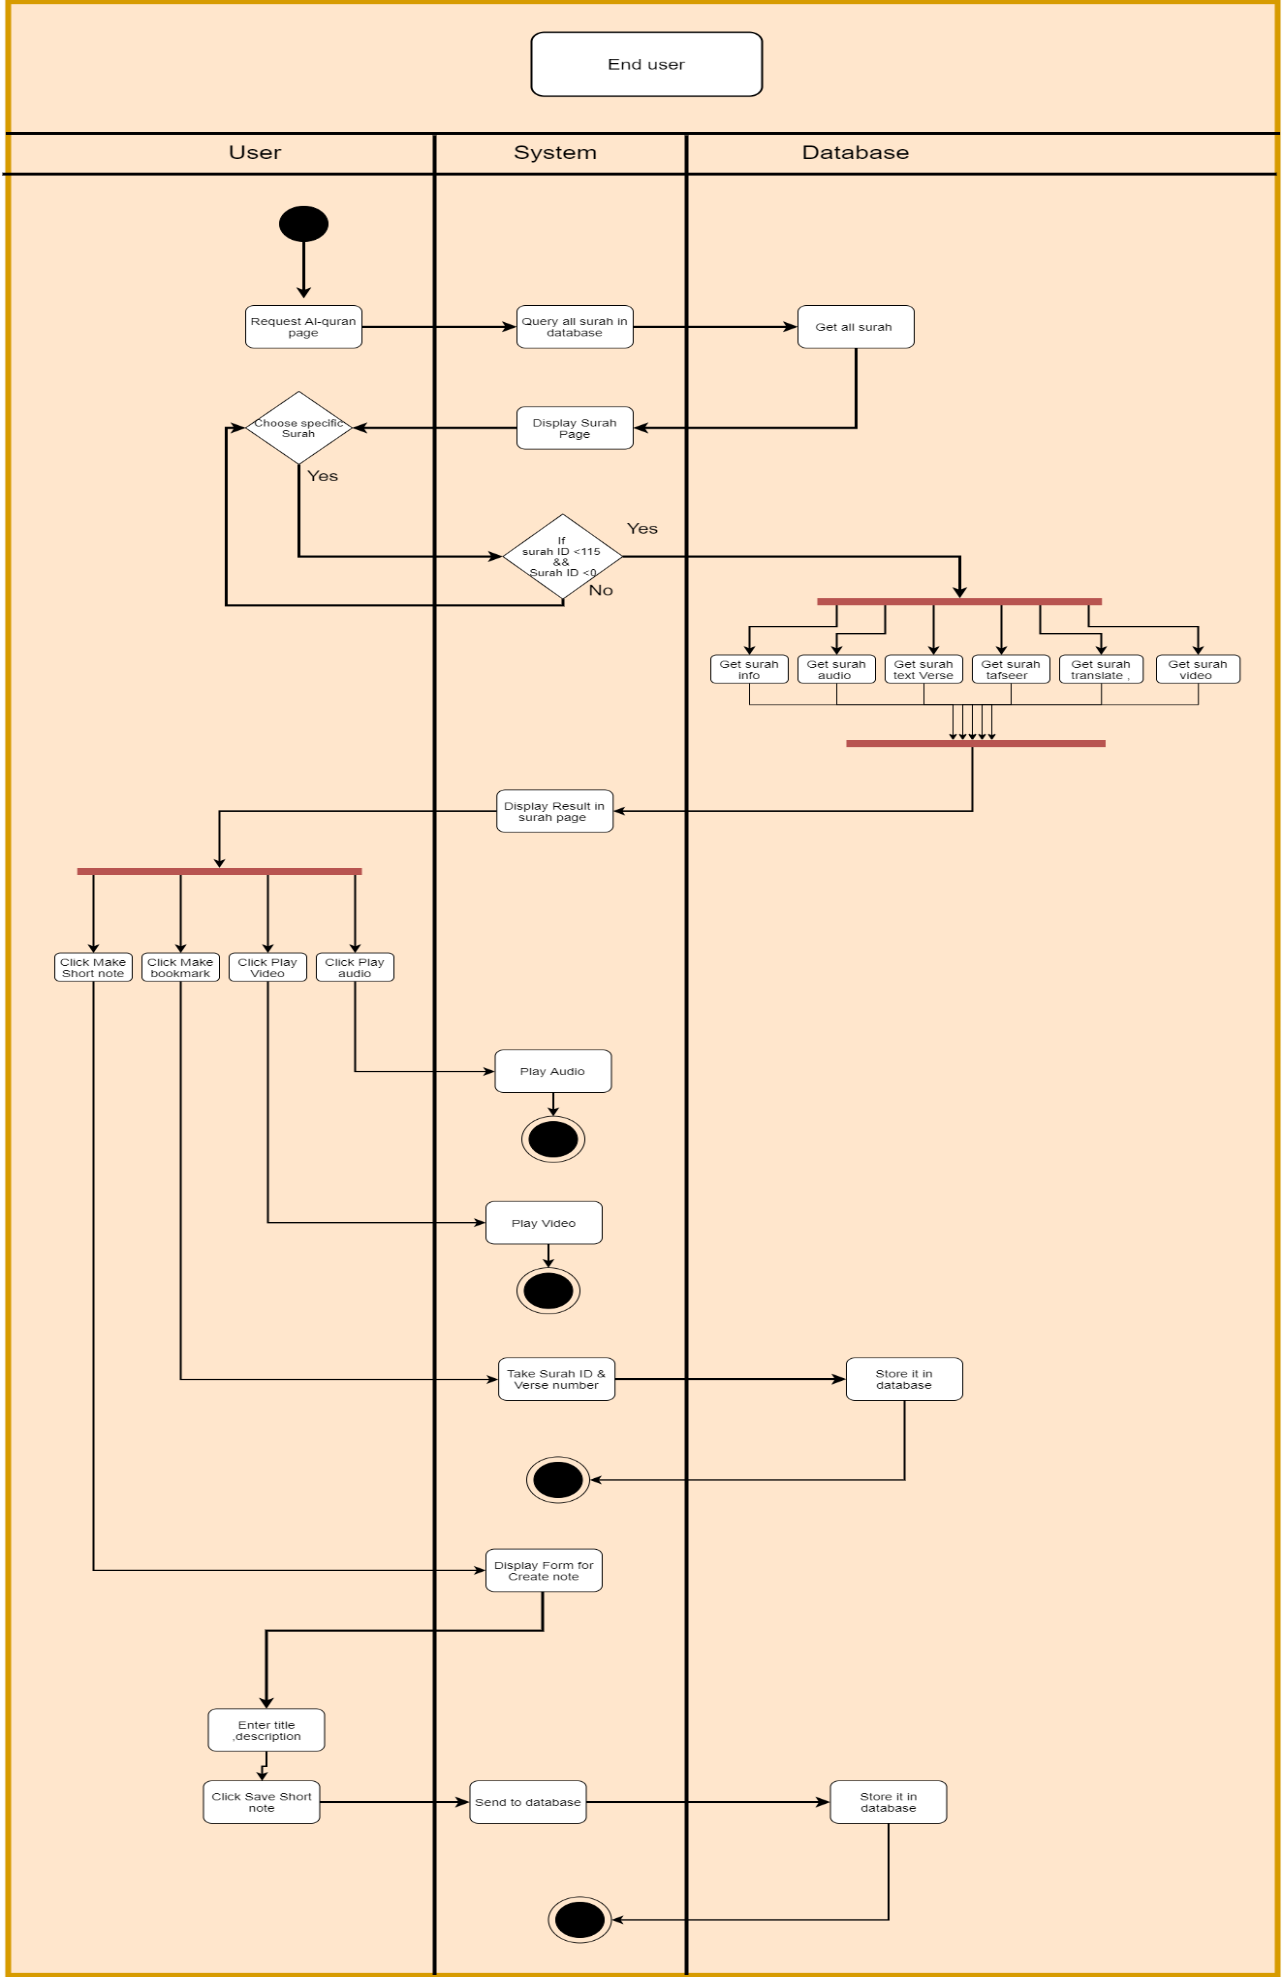 End user
User
System
Database
Request Al-quran
page
Query all surah in
database
Get all surah
Choose specific
Surah
Display Surah
Page
Yes
If
surah ID <115
&&
Surah ID <0
Yes
No
Get surah
info
Get surah
audio
Get surah
text Verse
Get surah
tafseer
Get surah
translate ,
Get surah
video
Display Result in
surah page
Click Make
Short note
Click Make
bookmark
Click Play
Video
Click Play
audio
Play Audio
Play Video
Take Surah ID &
Verse number
Store it in
database
Display Form for
Create note
Enter title
,description
Click Save Short
note
Send to database
Store it in
database